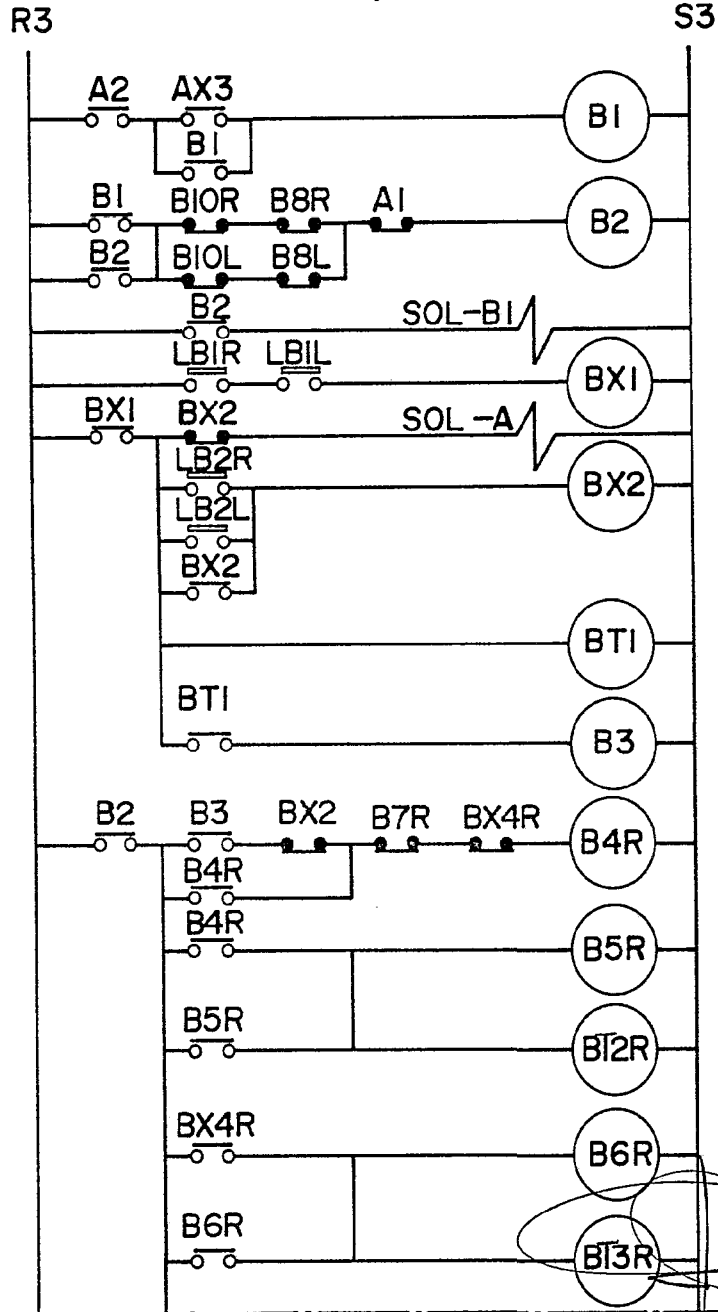 R3 S3
A2 AX3 B1
B1
B1 B10R B8R A1 B2
B2 B10L B8L
B2 SOL-B1
LB1R LB1L BX1
BX1 BX2 SOL-A
LB2R BX2
LB2L
BX2
BT1
BT1 B3
B2 B3 BX2 B7R BX4R B4R
B4R
B4R B5R
B5R BT2R
BX4R B6R
B6R BT3R